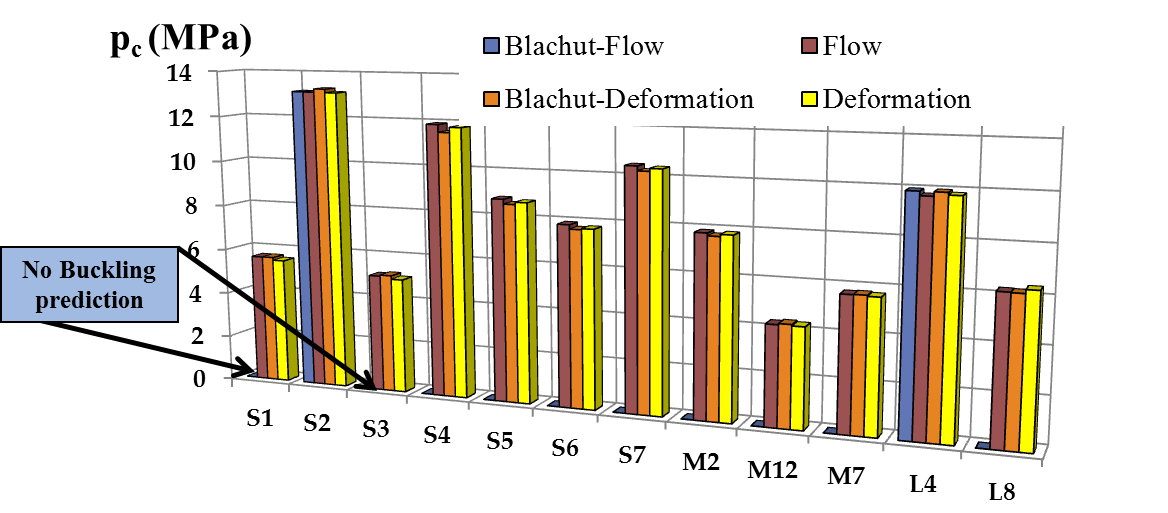 pc (MPa)
Blachut-Flow
Flow
Blachut-Deformation
Deformation
14
12
10
8
6
4
2
0
No Buckling
prediction
S1
S2
S3
S4
S5
S6
S7
M2
M12
M7
L4
L8